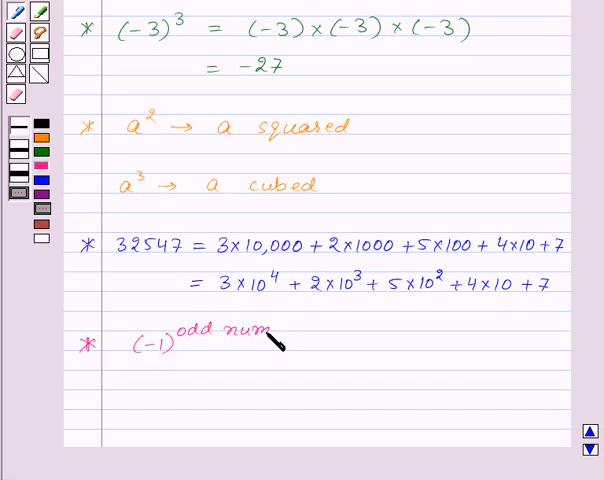 * (-3)³ = (-3) × (-3) × (-3)
= -27
* a² → a squared
a³ → a cubed
* 32547 = 3×10,000 + 2×1000 + 5×100 + 4×10 + 7
= 3×10⁴ + 2×10³ + 5×10² + 4×10 + 7
* (-1)^odd num